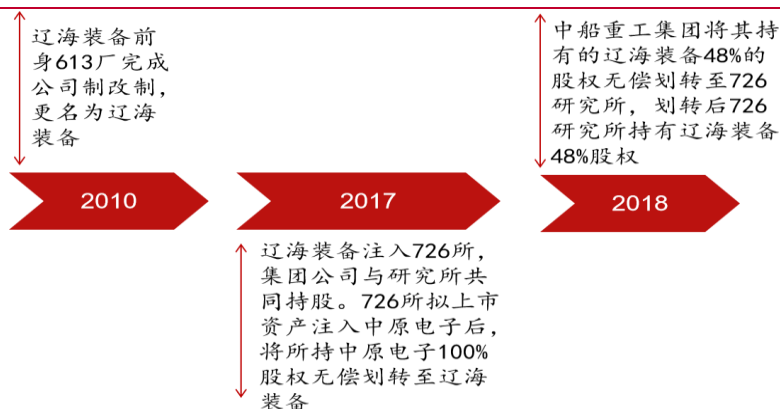 辽海装备前
身613厂完成
公司制改制，
更名为辽海
装备
中船重工集团将其持
有的辽海装备48%的
股权无偿划转至726
研究所，划转后726
研究所持有辽海装备
48%股权
2010
2017
2018
辽海装备注入726所，
集团公司与研究所共
同持股。726所拟上市
资产注入中原电子后，
将所持中原电子100%
股权无偿划转至辽海
装备